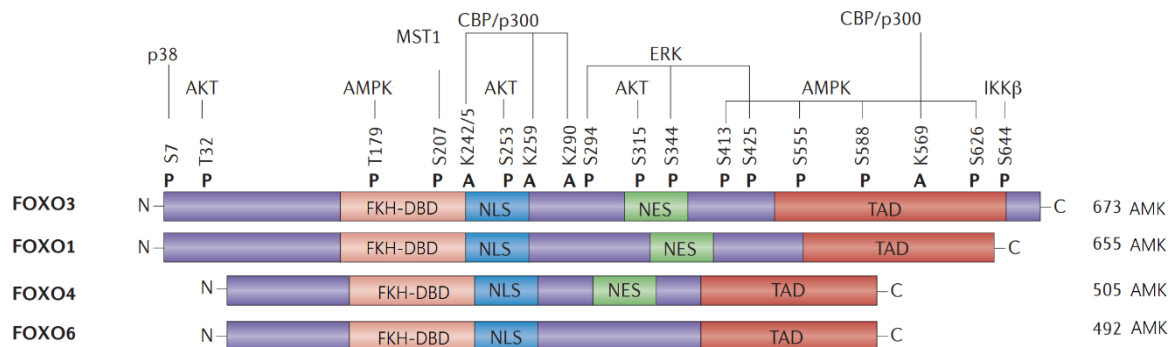 CBP/p300 CBP/p300
MST1
p38 ERK
AKT AMPK AKT AKT AMPK IKKβ
S7 T32 T179 S207 K242/5 S253 K259 K290 S294 S315 S344 S413 S425 S555 S588 K569 S626 S644
P P P P A P A A P P P P P P P A P P
FOXO3 N FKH-DBD NLS NES TAD C 673 AMK
FOXO1 N FKH-DBD NLS NES TAD C 655 AMK
FOXO4 N FKH-DBD NLS NES TAD C 505 AMK
FOXO6 N FKH-DBD NLS TAD C 492 AMK